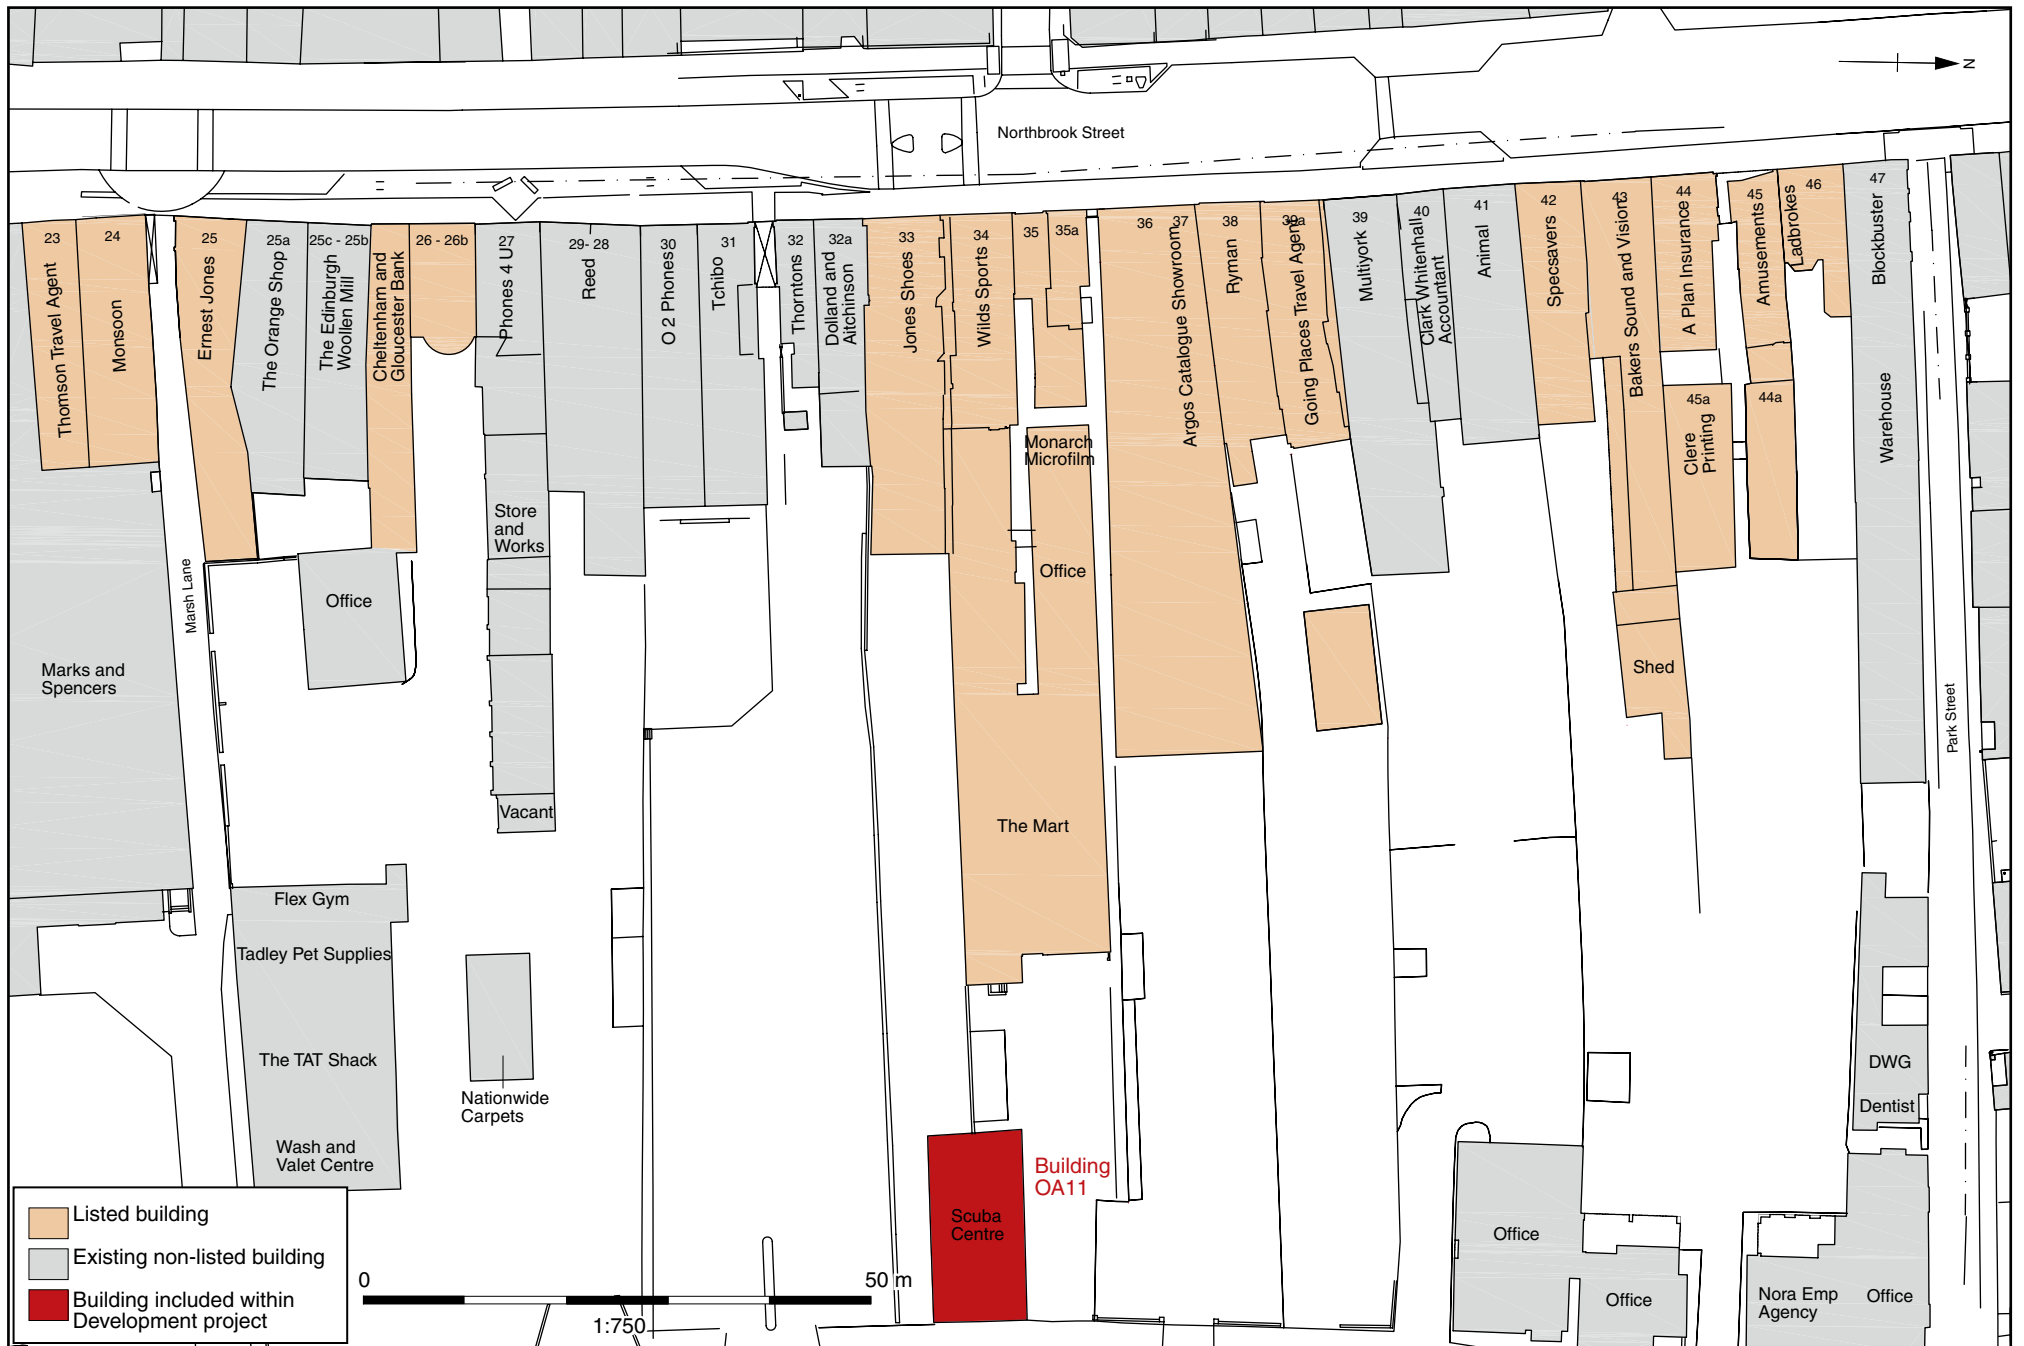 N
Northbrook Street
23
Thomson Travel Agent
24
Monsoon
25
Ernest Jones
25a
The Orange Shop
25c - 25b
The Edinburgh
Woollen Mill
Cheltenham and
Gloucester Bank
26 - 26b
27
Phones 4 U
29- 28
Reed
30
O 2 Phones
31
Tchibo
32
Thorntons
32a
Dolland and
Aitchinson
33
Jones Shoes
34
Wilds Sports
35
35a
36
37
Argos Catalogue Showroom
38
Ryman
39a
Going Places Travel Agent
39
Multiyork
40
Clark Whitenhall
Accountant
41
Animal
42
Specsavers
43
Bakers Sound and Vision
44
A Plan Insurance
45
Amusements
46
Ladbrokes
47
Blockbuster
Warehouse
45a
Clere
Printing
44a
Monarch
Microfilm
Store
and
Works
Office
Office
Marsh Lane
Marks and
Spencers
Shed
Park Street
Vacant
The Mart
Flex Gym
Tadley Pet Supplies
The TAT Shack
Wash and
Valet Centre
Nationwide
Carpets
DWG
Dentist
Building
OA11
Scuba
Centre
Office
Office
Nora Emp
Agency
Office
Listed building
Existing non-listed building
Building included within
Development project
0
50 m
1:750